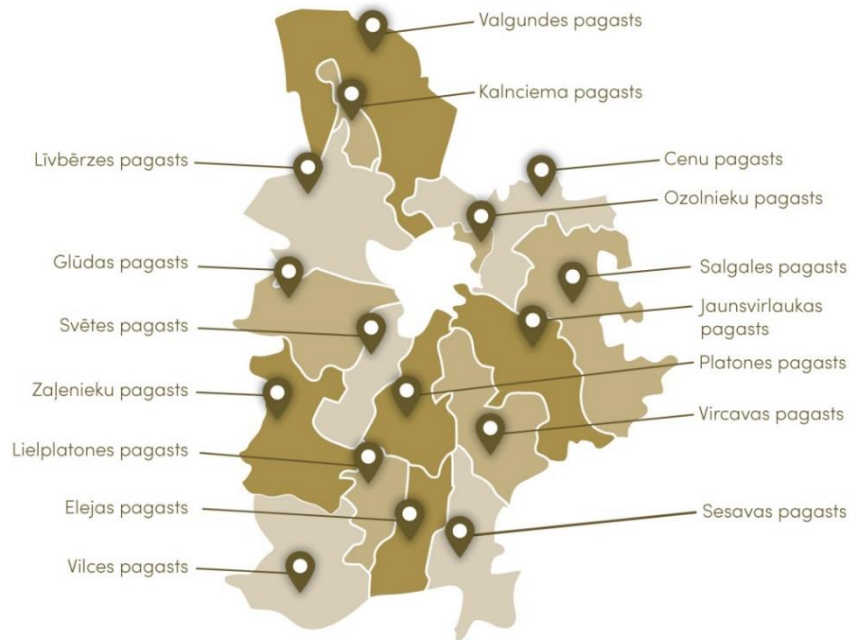 Valgundes pagasts
Kalnciema pagasts
Līvbērzes pagasts
Cenu pagasts
Ozolnieku pagasts
Glūdas pagasts
Salgales pagasts
Svētes pagasts
Jaunsvirlaukas
pagasts
Platones pagasts
Zaļenieku pagasts
Vircavas pagasts
Lielplatones pagasts
Elejas pagasts
Sesavas pagasts
Vilces pagasts